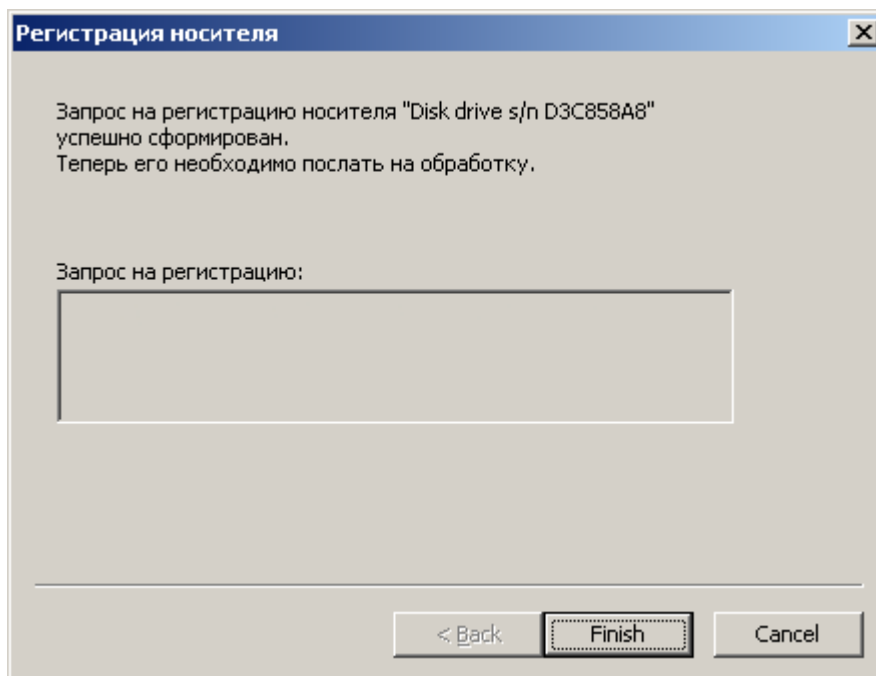 Регистрация носителя
Запрос на регистрацию носителя "Disk drive s/n D3C858A8"
успешно сформирован.
Теперь его необходимо послать на обработку.
Запрос на регистрацию:
< Back
Finish
Cancel